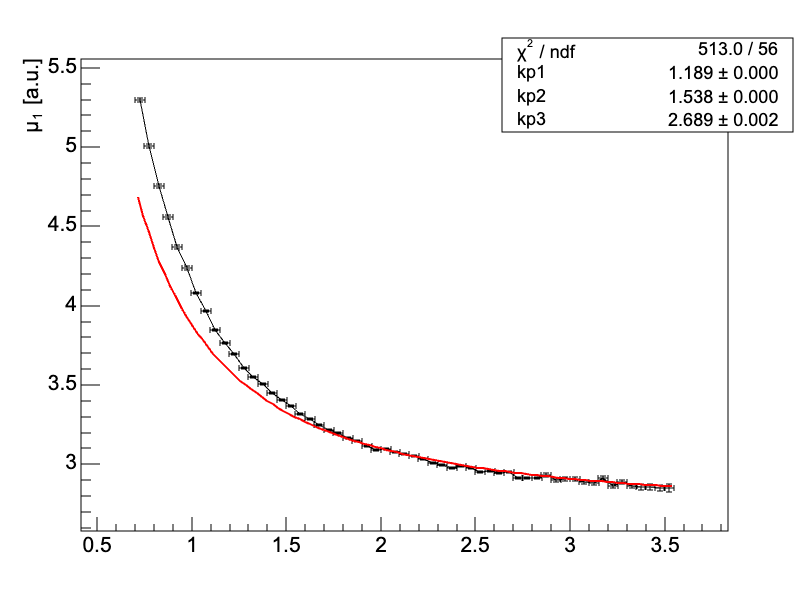 χ² / ndf 513.0 / 56
kp1 1.189 ± 0.000
kp2 1.538 ± 0.000
kp3 2.689 ± 0.002
μ₁ [a.u.]
5.5
5
4.5
4
3.5
3
0.5 1 1.5 2 2.5 3 3.5